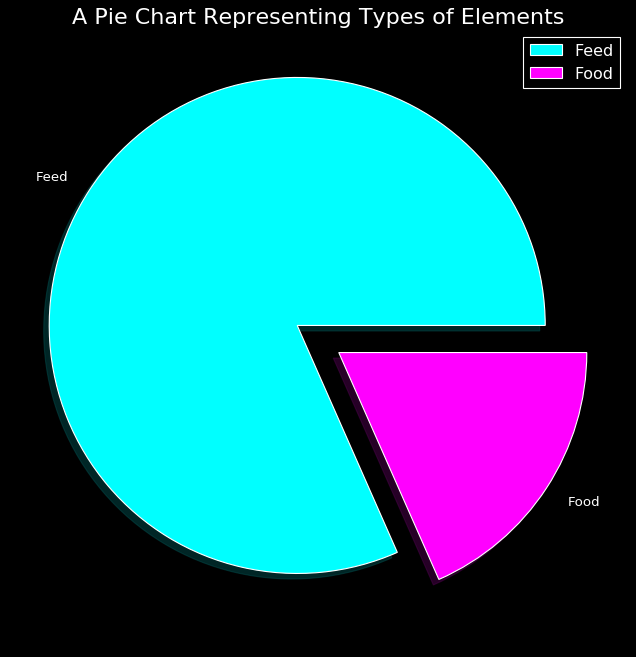 A Pie Chart Representing Types of Elements
Feed
Food
Feed
Food